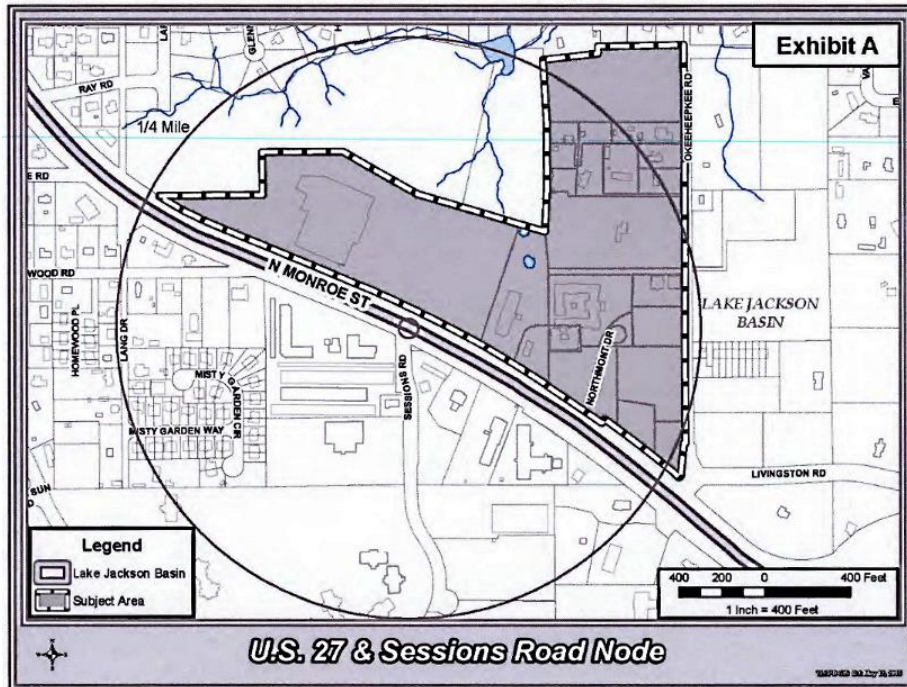 Exhibit A
RAY RD
1/4 Mile
OKEEHEEPKEE RD
N MONROE ST
WOOD RD
LAKE JACKSON
BASIN
HOMEWOOD PL
LANG DR
SESSIONS RD
NORTHMONT DR
MISTY GARDEN CIR
MISTY GARDEN WAY
LIVINGSTON RD
SUN
Legend
Lake Jackson Basin
Subject Area
400 200 0 400 Feet
1 Inch = 400 Feet
U.S. 27 & Sessions Road Node